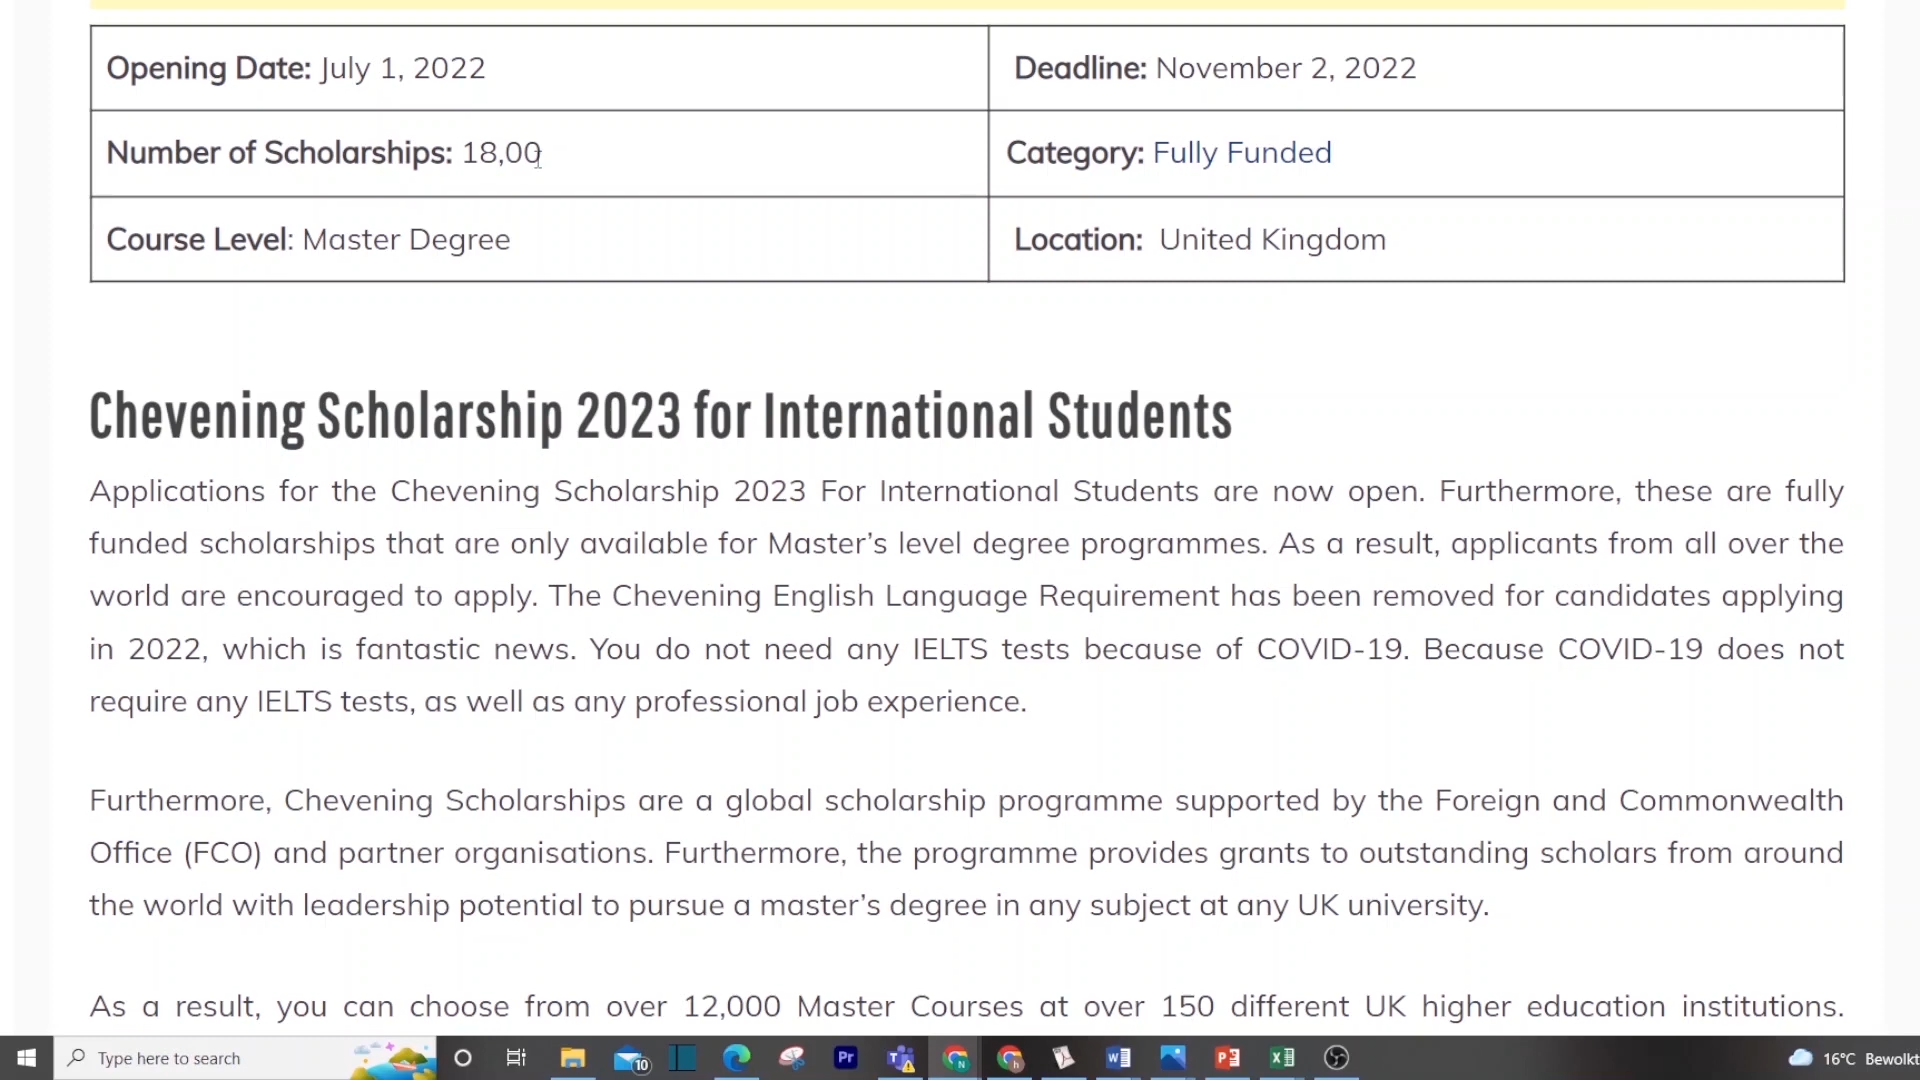 Opening Date: July 1, 2022
Deadline: November 2, 2022
Number of Scholarships: 18,00
Category: Fully Funded
Course Level: Master Degree
Location: United Kingdom
Chevening Scholarship 2023 for International Students
Applications for the Chevening Scholarship 2023 For International Students are now open. Furthermore, these are fully
funded scholarships that are only available for Master’s level degree programmes. As a result, applicants from all over the
world are encouraged to apply. The Chevening English Language Requirement has been removed for candidates applying
in 2022, which is fantastic news. You do not need any IELTS tests because of COVID-19. Because COVID-19 does not
require any IELTS tests, as well as any professional job experience.
Furthermore, Chevening Scholarships are a global scholarship programme supported by the Foreign and Commonwealth
Office (FCO) and partner organisations. Furthermore, the programme provides grants to outstanding scholars from around
the world with leadership potential to pursue a master’s degree in any subject at any UK university.
As a result, you can choose from over 12,000 Master Courses at over 150 different UK higher education institutions.
Type here to search
10
Pr
N
h
16°C Bewolkt